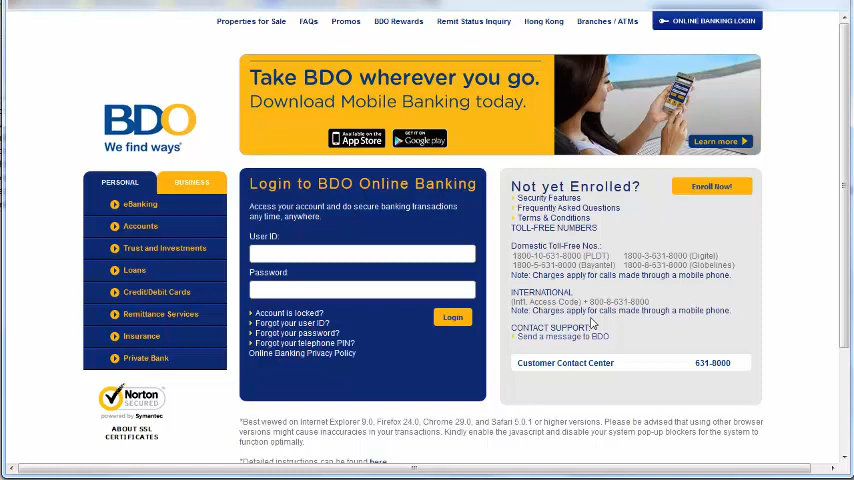 Properties for Sale FAQs Promos BDO Rewards Remit Status Inquiry Hong Kong Branches / ATMs ONLINE BANKING LOGIN
Take BDO wherever you go.
Download Mobile Banking today.
Available on the App Store
GET IT ON Google play
Learn more
BDO
We find ways®
PERSONAL BUSINESS
eBanking
Accounts
Trust and Investments
Loans
Credit/Debit Cards
Remittance Services
Insurance
Private Bank
Norton
SECURED
powered by Symantec
ABOUT SSL
CERTIFICATES
Login to BDO Online Banking
Access your account and do secure banking transactions
any time, anywhere.
User ID:
Password:
Account is locked?
Forgot your user ID?
Forgot your password?
Forgot your telephone PIN?
Online Banking Privacy Policy
Login
Not yet Enrolled?
Enroll Now!
Security Features
Frequently Asked Questions
Terms & Conditions
TOLL-FREE NUMBERS
Domestic Toll-Free Nos.:
1800-10-631-8000 (PLDT) 1800-3-631-8000 (Digitel)
1800-5-631-8000 (Bayantel) 1800-8-631-8000 (Globelines)
Note: Charges apply for calls made through a mobile phone.
INTERNATIONAL
(Intl. Access Code) + 800-8-631-8000
Note: Charges apply for calls made through a mobile phone.
CONTACT SUPPORT:
Send a message to BDO
Customer Contact Center 631-8000
*Best viewed on Internet Explorer 9.0, Firefox 24.0, Chrome 29.0, and Safari 5.0.1 or higher versions. Please be advised that using other browser
versions might cause inaccuracies in your transactions. Kindly enable the javascript and disable your system pop-up blockers for the system to
function optimally.
*Detailed instructions can be found here